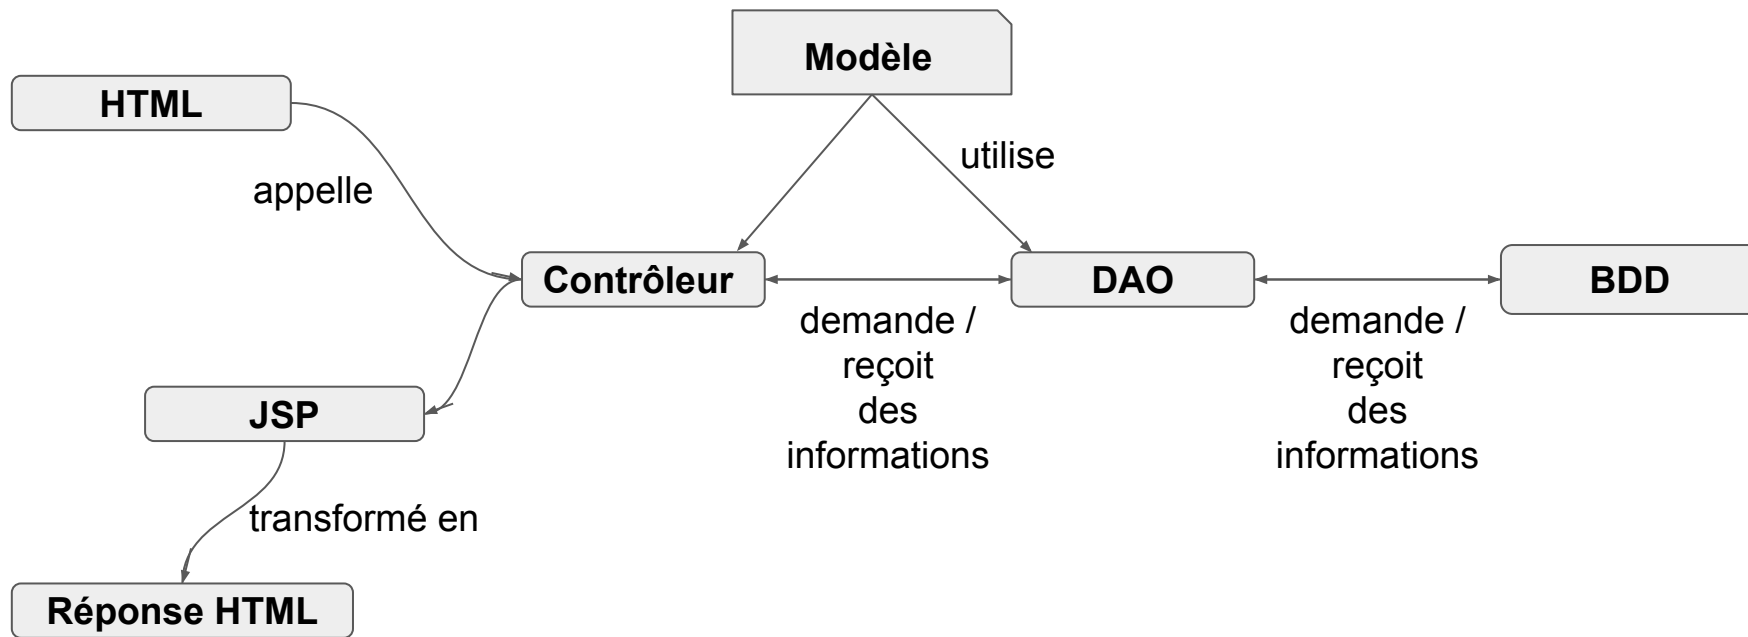 Modèle
HTML
utilise
appelle
Contrôleur
DAO
BDD
demande /
reçoit
des
informations
demande /
reçoit
des
informations
JSP
transformé en
Réponse HTML